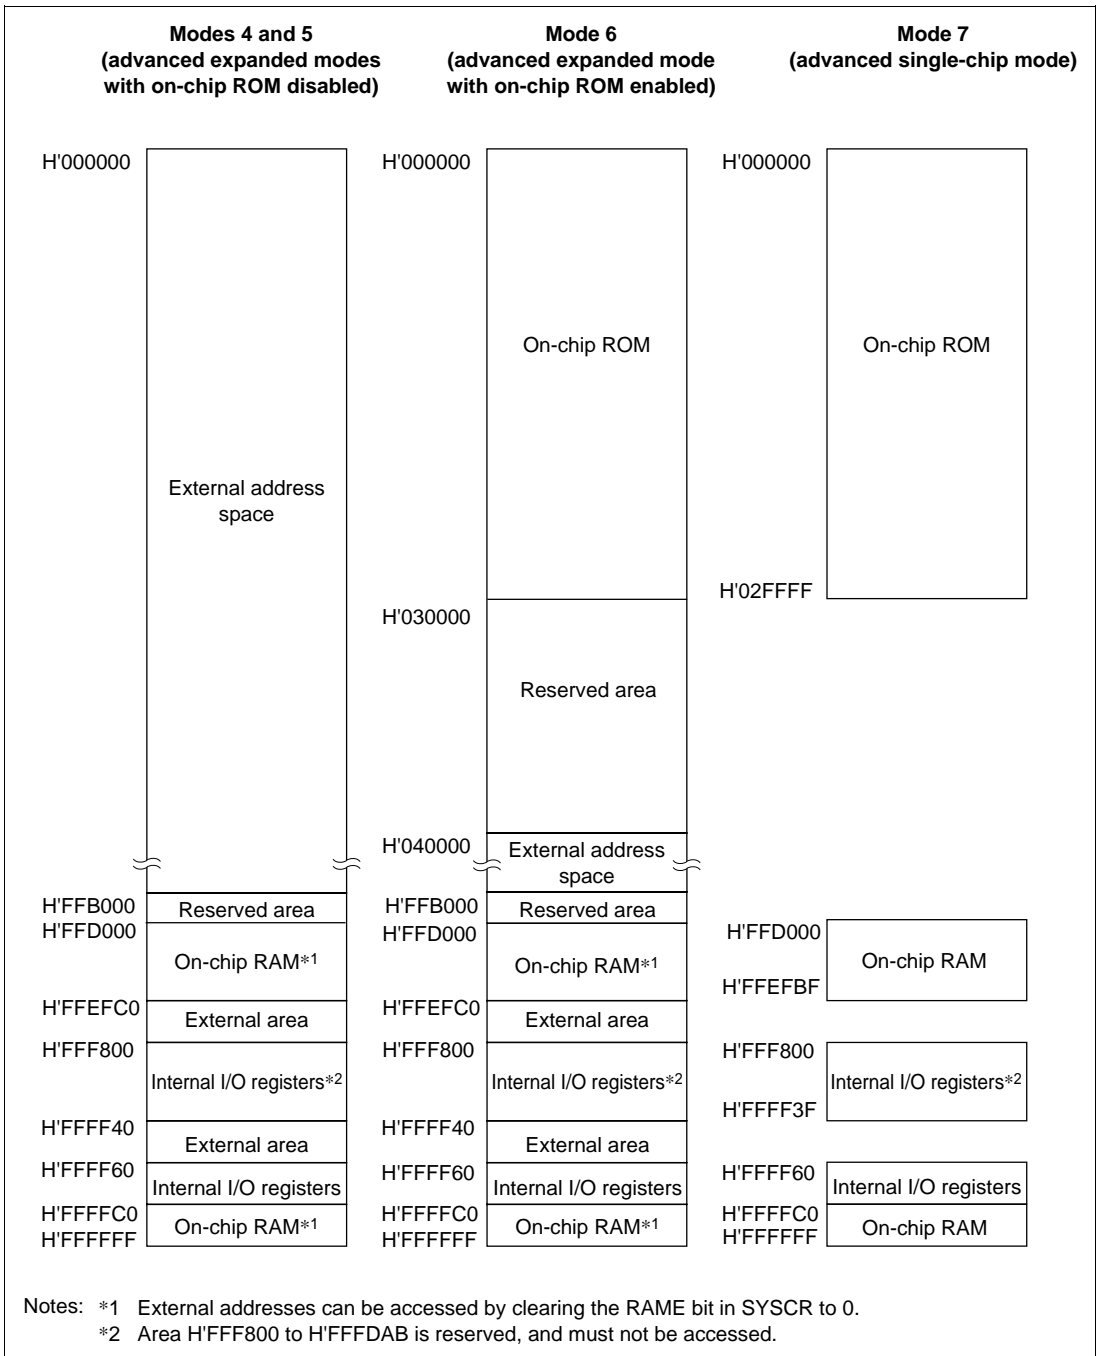 Modes 4 and 5
(advanced expanded modes
with on-chip ROM disabled)
Mode 6
(advanced expanded mode
with on-chip ROM enabled)
Mode 7
(advanced single-chip mode)
H'000000
External address
space
H'FFB000
Reserved area
H'FFD000
On-chip RAM*1
H'FFEFC0
External area
H'FFF800
Internal I/O registers*2
H'FFFF40
External area
H'FFFF60
Internal I/O registers
H'FFFFC0
On-chip RAM*1
H'FFFFFF
H'000000
On-chip ROM
H'030000
Reserved area
H'040000
External address
space
H'FFB000
Reserved area
H'FFD000
On-chip RAM*1
H'FFEFC0
External area
H'FFF800
Internal I/O registers*2
H'FFFF40
External area
H'FFFF60
Internal I/O registers
H'FFFFC0
On-chip RAM*1
H'FFFFFF
H'000000
On-chip ROM
H'02FFFF
H'FFD000
On-chip RAM
H'FFEFBF
H'FFF800
Internal I/O registers*2
H'FFFF3F
H'FFFF60
Internal I/O registers
H'FFFFC0
On-chip RAM
H'FFFFFF
Notes: *1 External addresses can be accessed by clearing the RAME bit in SYSCR to 0.
*2 Area H'FFF800 to H'FFFDAB is reserved, and must not be accessed.